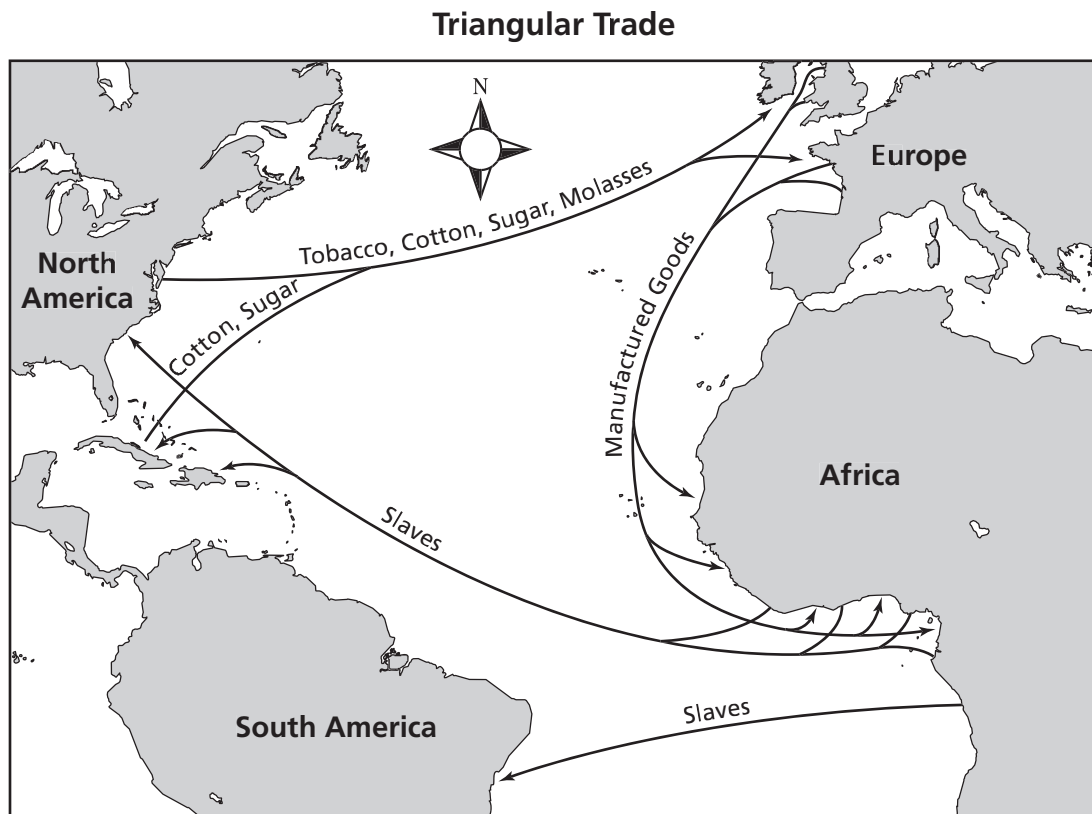 Triangular Trade
N
Europe
Tobacco, Cotton, Sugar, Molasses
North
America
Cotton, Sugar
Manufactured Goods
Africa
Slaves
South America
Slaves